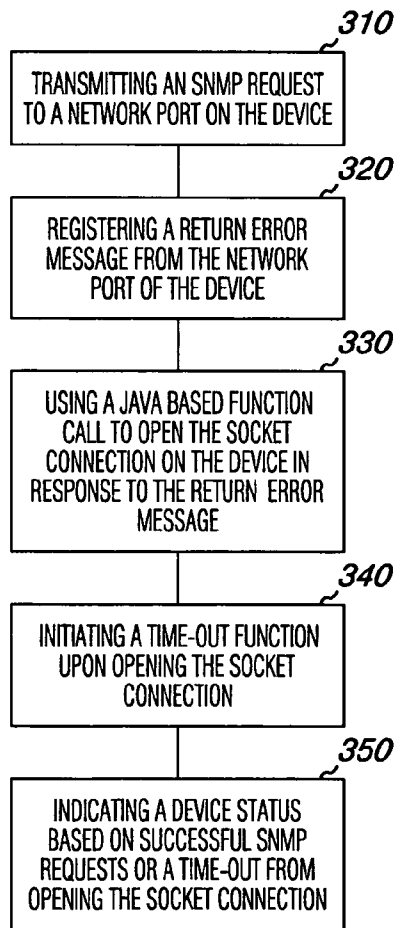 310
TRANSMITTING AN SNMP REQUEST
TO A NETWORK PORT ON THE DEVICE
320
REGISTERING A RETURN ERROR
MESSAGE FROM THE NETWORK
PORT OF THE DEVICE
330
USING A JAVA BASED FUNCTION
CALL TO OPEN THE SOCKET
CONNECTION ON THE DEVICE IN
RESPONSE TO THE RETURN ERROR
MESSAGE
340
INITIATING A TIME-OUT FUNCTION
UPON OPENING THE SOCKET
CONNECTION
350
INDICATING A DEVICE STATUS
BASED ON SUCCESSFUL SNMP
REQUESTS OR A TIME-OUT FROM
OPENING THE SOCKET CONNECTION